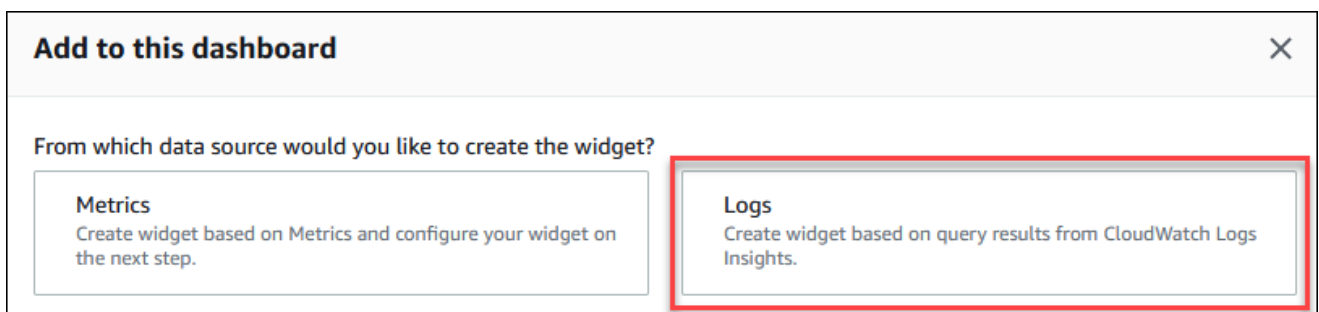 Add to this dashboard
From which data source would you like to create the widget?
Metrics
Create widget based on Metrics and configure your widget on
the next step.
Logs
Create widget based on query results from CloudWatch Logs
Insights.